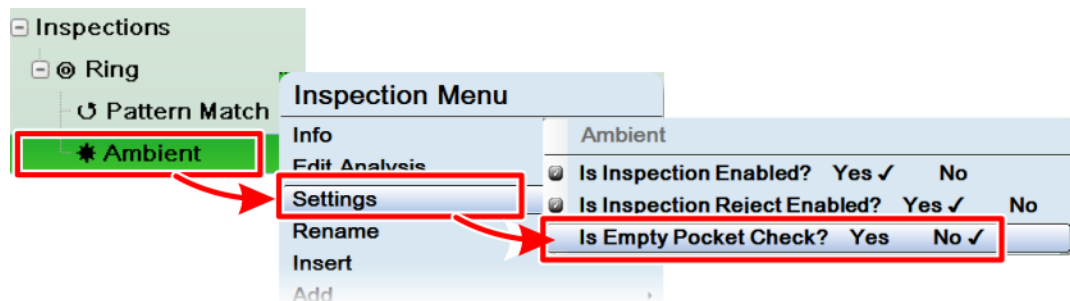 Inspections
Ring
Pattern Match
Ambient
Inspection Menu
Info
Edit Analysis
Settings
Rename
Insert
Add
Ambient
Is Inspection Enabled? Yes ✓ No
Is Inspection Reject Enabled? Yes ✓ No
Is Empty Pocket Check? Yes No ✓